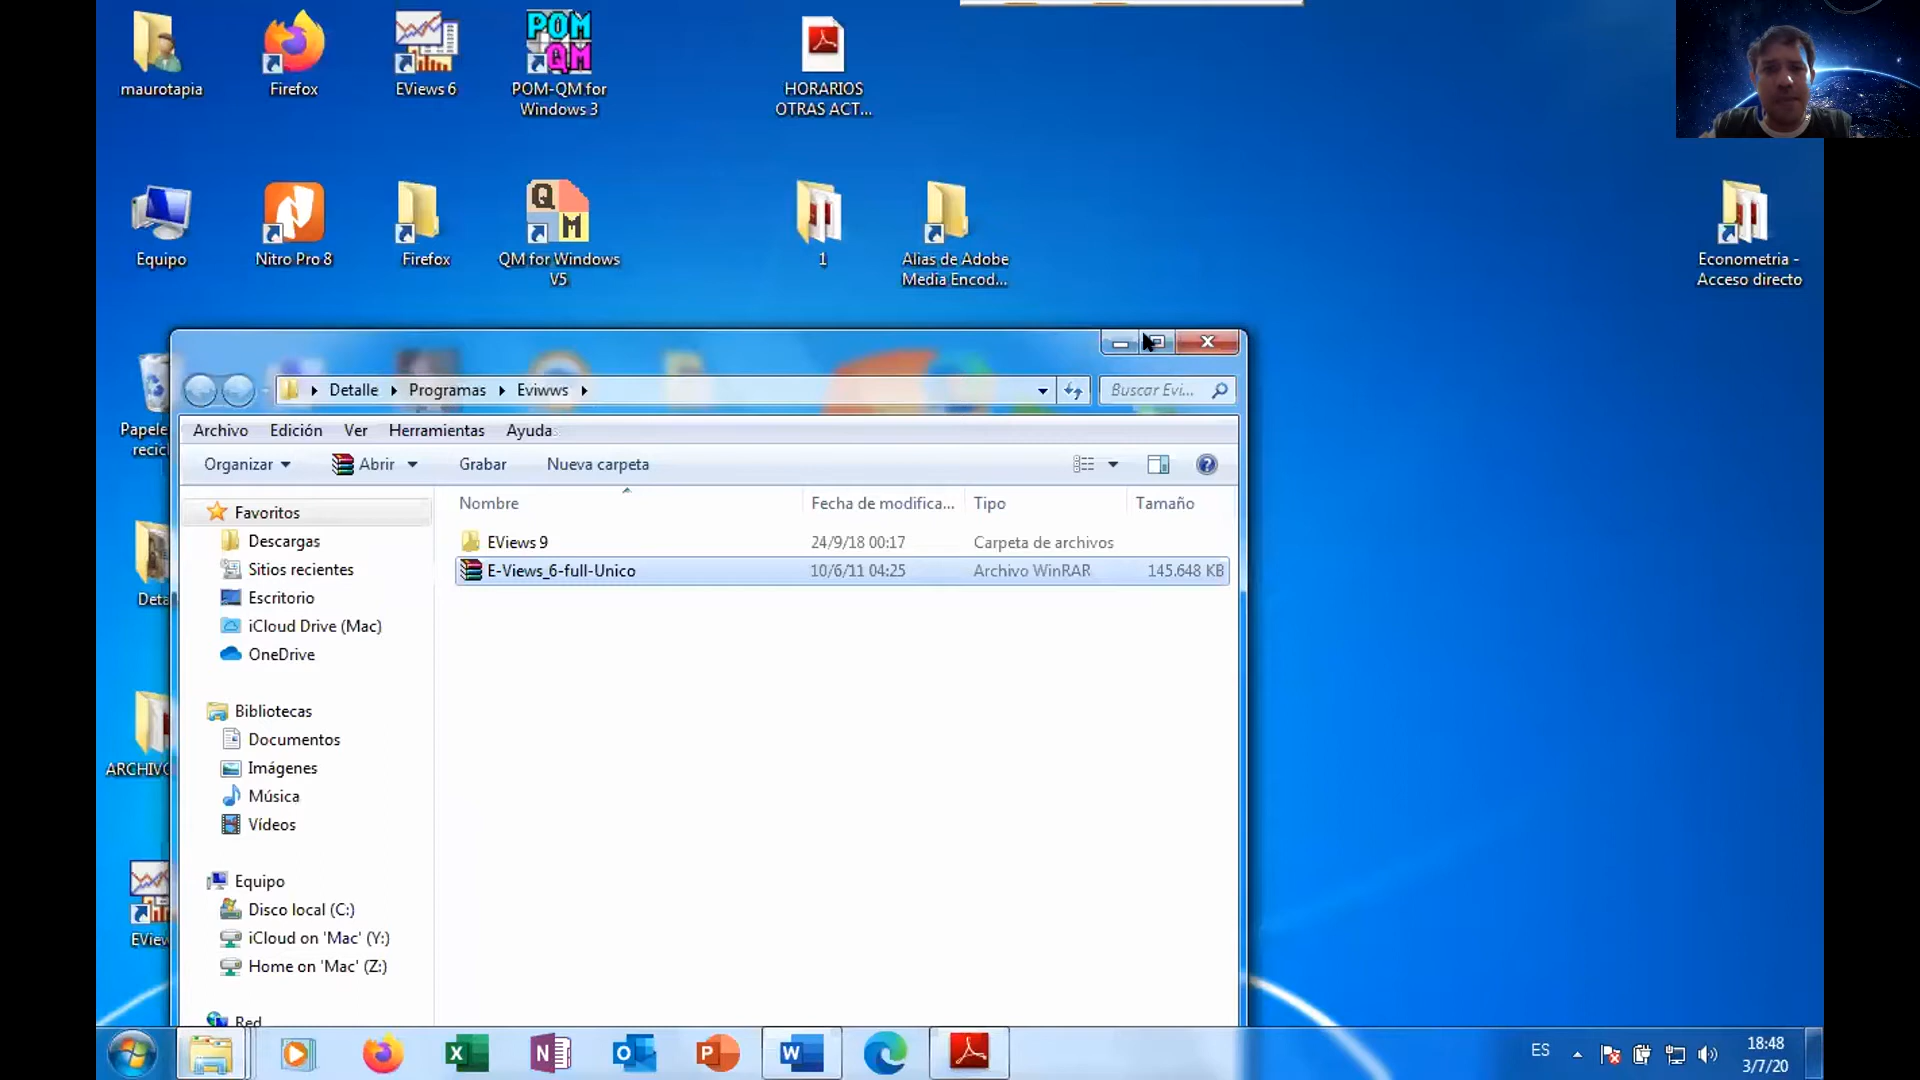 maurotapia
Firefox
EViews 6
POM
QM
POM-QM for
Windows 3
HORARIOS
OTRAS ACT...
Equipo
Nitro Pro 8
Firefox
Q
M
QM for Windows
V5
1
Alias de Adobe
Media Encod...
Econometria -
Acceso directo
Papele
recicl
Deta
ARCHIVO
EView
Detalle
Programas
Eviwws
Buscar Evi...
Archivo
Edición
Ver
Herramientas
Ayuda
Organizar
Abrir
Grabar
Nueva carpeta
Nombre
Fecha de modifica...
Tipo
Tamaño
EViews 9
24/9/18 00:17
Carpeta de archivos
E-Views_6-full-Unico
10/6/11 04:25
Archivo WinRAR
145.648 KB
Favoritos
Descargas
Sitios recientes
Escritorio
iCloud Drive (Mac)
OneDrive
Bibliotecas
Documentos
Imágenes
Música
Vídeos
Equipo
Disco local (C:)
iCloud on 'Mac' (Y:)
Home on 'Mac' (Z:)
Red
ES
18:48
3/7/20